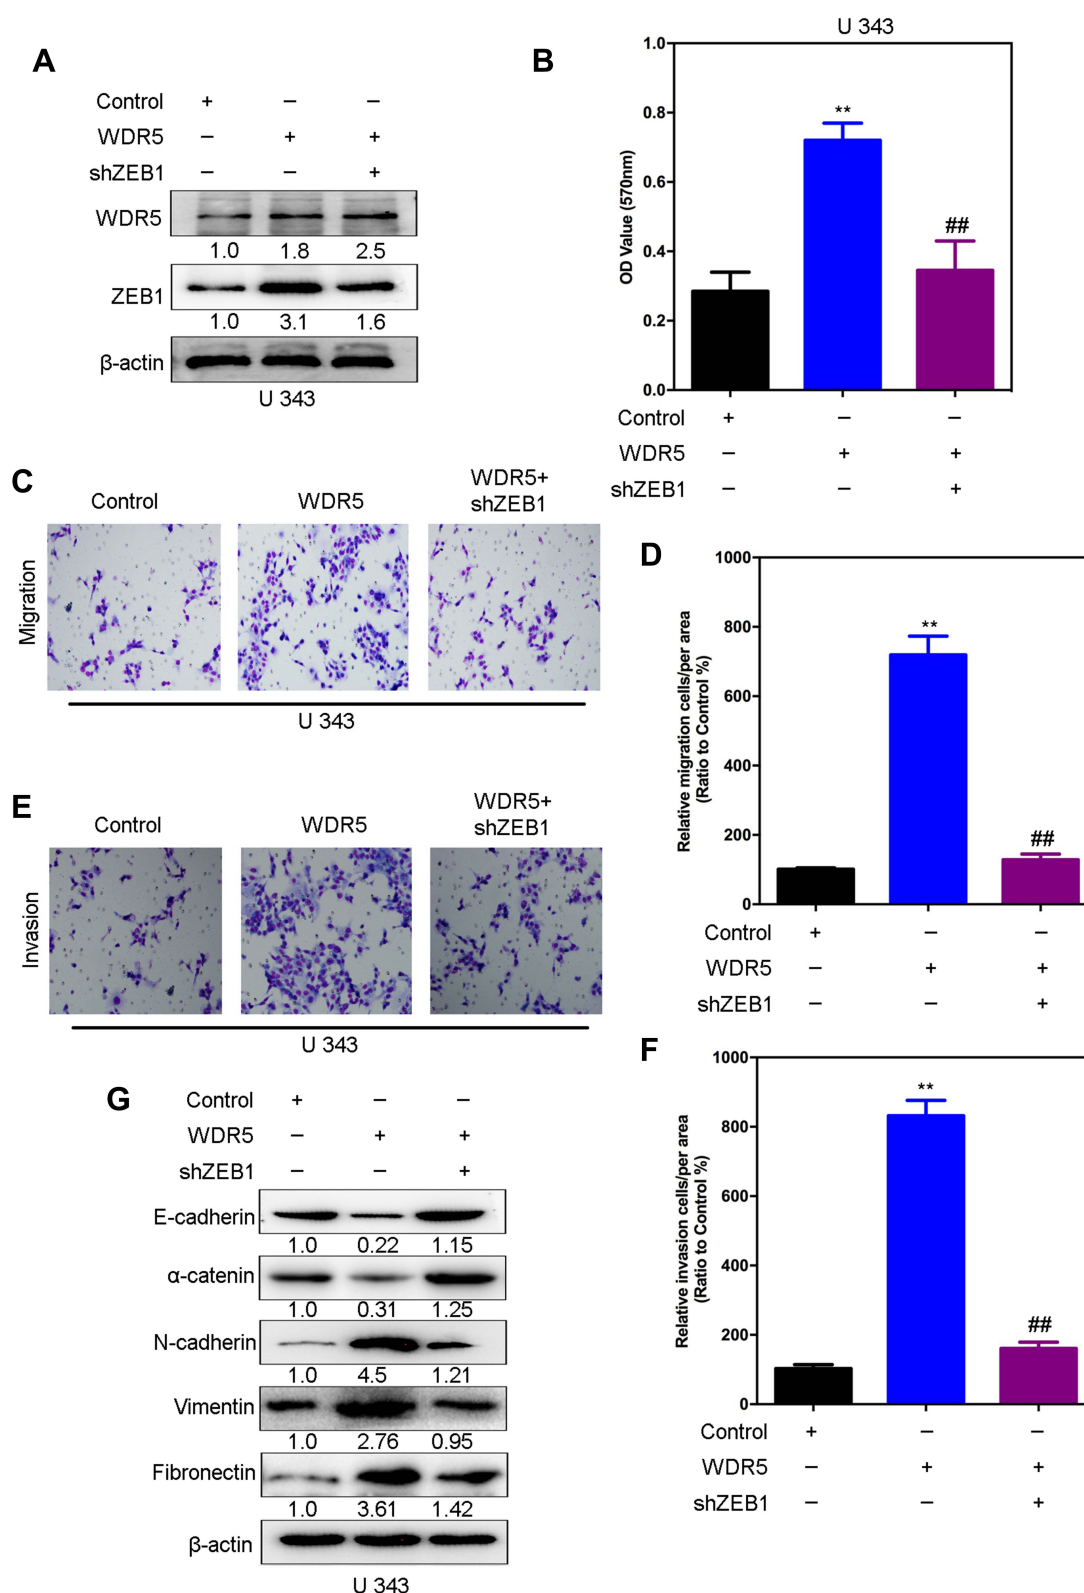 A
Control + − −
WDR5 − + +
shZEB1 − − +
WDR5
1.0 1.8 2.5
ZEB1
1.0 3.1 1.6
β-actin
U 343
B
U 343
OD Value (570nm)
1.0
0.8
0.6
0.4
0.2
0.0
**
##
Control + − −
WDR5 − + +
shZEB1 − − +
C
Control
WDR5
WDR5+
shZEB1
Migration
U 343
D
Relative migration cells/per area
(Ratio to Control %)
1000
800
600
400
200
0
**
##
Control + − −
WDR5 − + +
shZEB1 − − +
E
Control
WDR5
WDR5+
shZEB1
Invasion
U 343
F
Relative invasion cells/per area
(Ratio to Control %)
1000
800
600
400
200
0
**
##
Control + − −
WDR5 − + +
shZEB1 − − +
G
Control + − −
WDR5 − + +
shZEB1 − − +
E-cadherin
1.0 0.22 1.15
α-catenin
1.0 0.31 1.25
N-cadherin
1.0 4.5 1.21
Vimentin
1.0 2.76 0.95
Fibronectin
1.0 3.61 1.42
β-actin
U 343